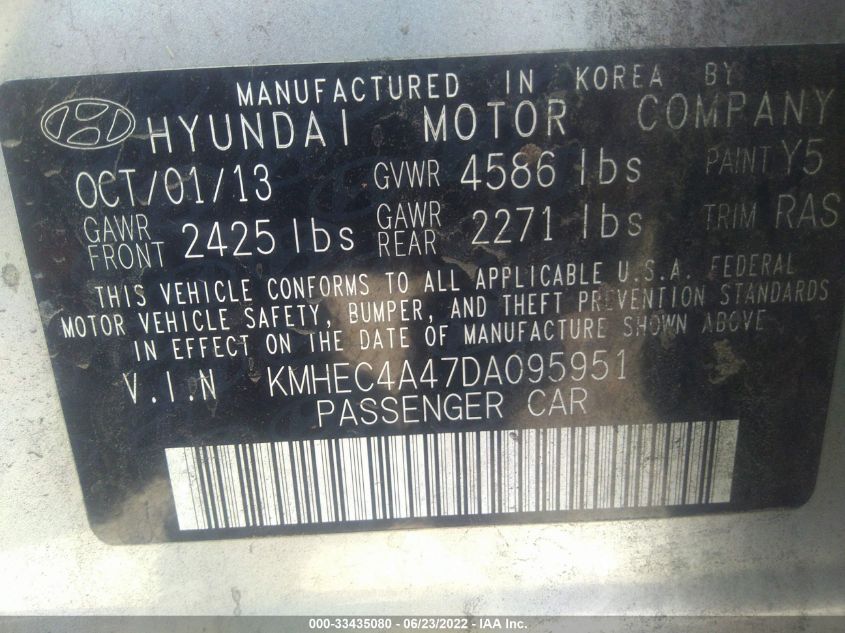 MANUFACTURED IN KOREA BY
HYUNDAI MOTOR COMPANY
OCT/01/13 GVWR 4586 lbs PAINT Y5
GAWR FRONT 2425 lbs GAWR REAR 2271 lbs TRIM RAS
THIS VEHICLE CONFORMS TO ALL APPLICABLE U.S.A. FEDERAL
MOTOR VEHICLE SAFETY, BUMPER, AND THEFT PREVENTION STANDARDS
IN EFFECT ON THE DATE OF MANUFACTURE SHOWN ABOVE
V.I.N KMHEC4A47DA095951
PASSENGER CAR
000-33435080 - 06/23/2022 - IAA Inc.